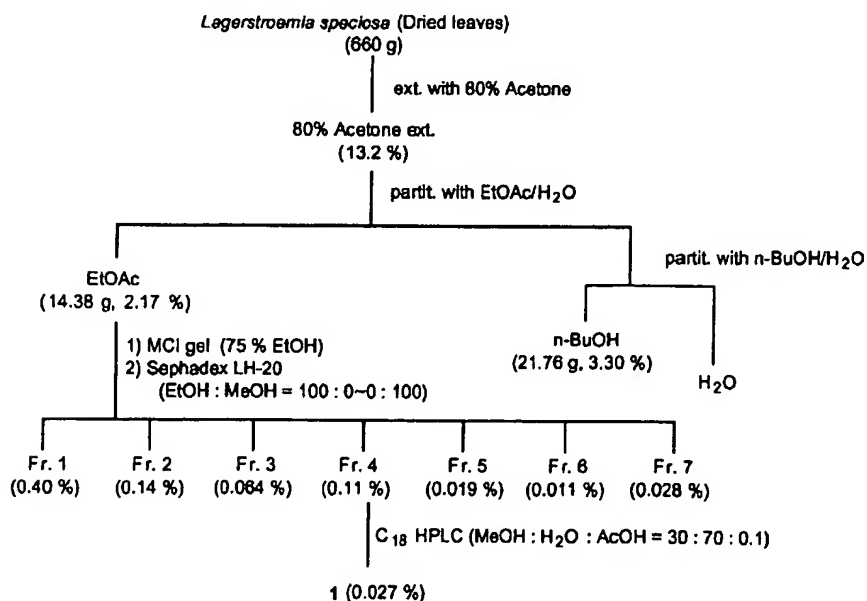 Lagerstroemia speciosa (Dried leaves)
(660 g)
ext. with 80% Acetone
80% Acetone ext.
(13.2 %)
partit. with EtOAc/H2O
EtOAc
(14.38 g, 2.17 %)
partit. with n-BuOH/H2O
n-BuOH
(21.76 g, 3.30 %)
H2O
1) MCI gel (75 % EtOH)
2) Sephadex LH-20
(EtOH : MeOH = 100 : 0~0 : 100)
Fr. 1 Fr. 2 Fr. 3 Fr. 4 Fr. 5 Fr. 6 Fr. 7
(0.40 %) (0.14 %) (0.064 %) (0.11 %) (0.019 %) (0.011 %) (0.028 %)
C18 HPLC (MeOH : H2O : AcOH = 30 : 70 : 0.1)
1 (0.027 %)